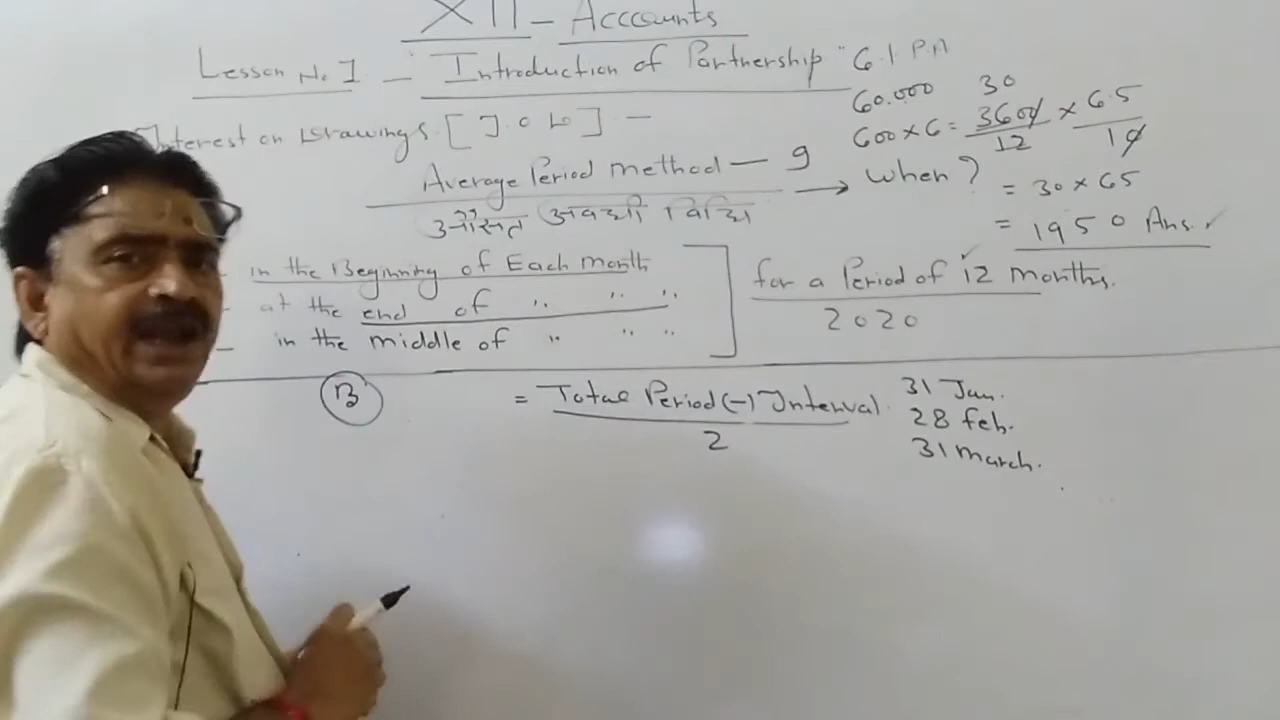 XII - Acccounts
Lesson No. 1 - Introduction of Partnership
Interest on Drawings [I.O.D] -
Average Period method - 9
औसत अवधी विधि
→ when?
6 % P.A
60.000
30
600 × 6 = 3600/12 × 6.5/10
= 30 × 65
= 1950 Ans. ✓
- in the Beginning of Each month
- at the end of " " "
- in the middle of " " "
for a Period of 12 months.
2020
B
= Total Period (-) Interval / 2
31 Jan.
28 feb.
31 march.